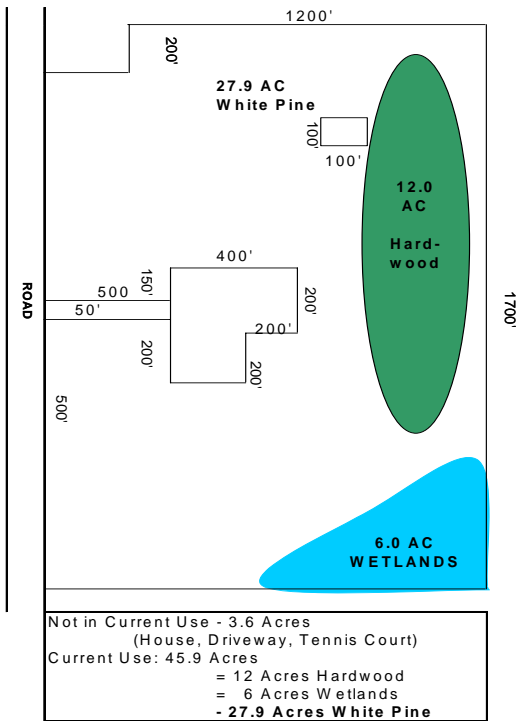 1200'
200'
27.9 AC
White Pine
100'
100'
12.0
AC
Hard-
wood
1700'
400'
150'
500
200'
ROAD
50'
200'
200'
200'
500'
6.0 AC
WETLANDS
Not in Current Use - 3.6 Acres
(House, Driveway, Tennis Court)
Current Use: 45.9 Acres
= 12 Acres Hardwood
= 6 Acres Wetlands
- 27.9 Acres White Pine